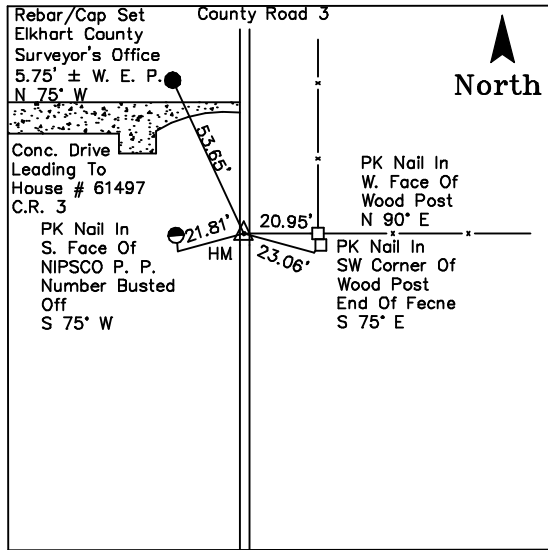 Rebar/Cap Set
Elkhart County
Surveyor's Office
5.75' ± W. E. P.
N 75° W
County Road 3
North
53.65'
Conc. Drive
Leading To
House # 61497
C.R. 3
PK Nail In
W. Face Of
Wood Post
N 90° E
PK Nail In
S. Face Of
NIPSCO P. P.
Number Busted
Off
S 75° W
21.81'
HM
20.95'
23.06'
PK Nail In
SW Corner Of
Wood Post
End Of Fecne
S 75° E